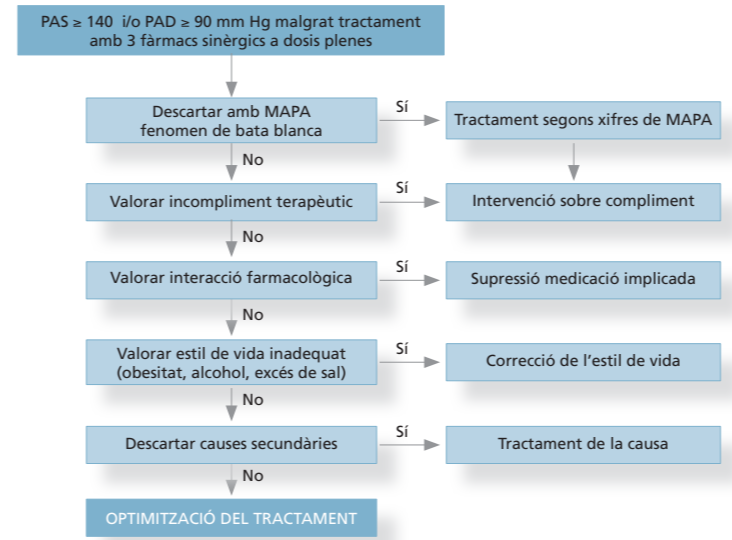 PAS ≥ 140 i/o PAD ≥ 90 mm Hg malgrat tractament
amb 3 fàrmacs sinèrgics a dosis plenes
Descartar amb MAPA
fenomen de bata blanca
Sí
Tractament segons xifres de MAPA
No
Valorar incompliment terapèutic
Sí
Intervenció sobre compliment
No
Valorar interacció farmacològica
Sí
Supressió medicació implicada
No
Valorar estil de vida inadequat
(obesitat, alcohol, excés de sal)
Sí
Correcció de l’estil de vida
No
Descartar causes secundàries
Sí
Tractament de la causa
No
OPTIMITZACIÓ DEL TRACTAMENT